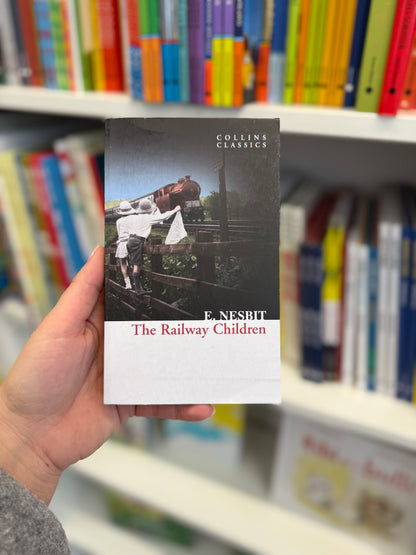 COLLINS
CLASSICS
E. NESBIT
The Railway Children